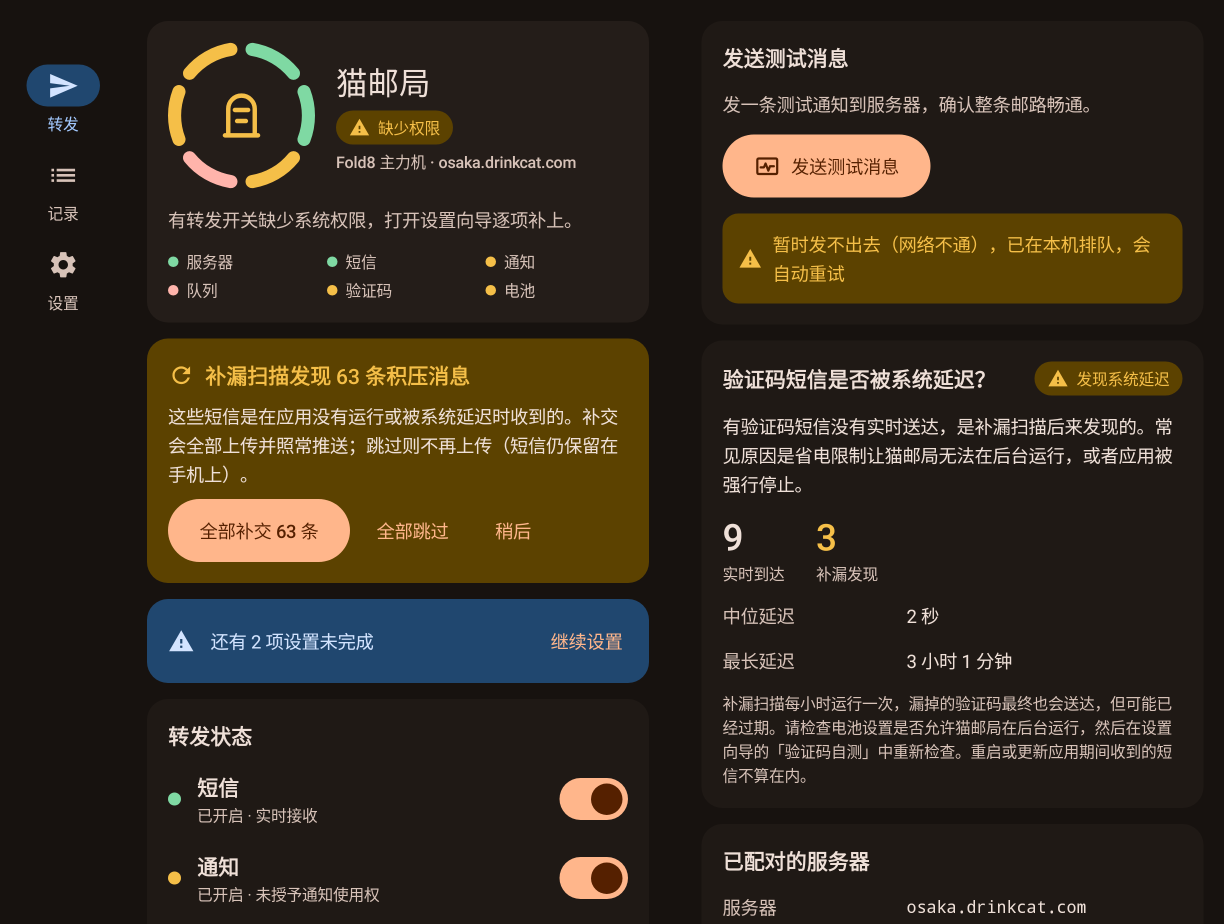 转发
记录
设置
猫邮局
缺少权限
Fold8 主力机 · osaka.drinkcat.com
有转发开关缺少系统权限，打开设置向导逐项补上。
服务器
短信
通知
队列
验证码
电池
补漏扫描发现 63 条积压消息
这些短信是在应用没有运行或被系统延迟时收到的。补交
会全部上传并照常推送；跳过则不再上传（短信仍保留在
手机上）。
全部补交 63 条
全部跳过
稍后
还有 2 项设置未完成
继续设置
转发状态
短信
已开启 · 实时接收
通知
已开启 · 未授予通知使用权
发送测试消息
发一条测试通知到服务器，确认整条邮路畅通。
发送测试消息
暂时发不出去（网络不通），已在本机排队，会
自动重试
验证码短信是否被系统延迟？
发现系统延迟
有验证码短信没有实时送达，是补漏扫描后来发现的。常
见原因是省电限制让猫邮局无法在后台运行，或者应用被
强行停止。
9
3
实时到达
补漏发现
中位延迟
2 秒
最长延迟
3 小时 1 分钟
补漏扫描每小时运行一次，漏掉的验证码最终也会送达，但可能已
经过期。请检查电池设置是否允许猫邮局在后台运行，然后在设置
向导的「验证码自测」中重新检查。重启或更新应用期间收到的短
信不算在内。
已配对的服务器
服务器
osaka.drinkcat.com